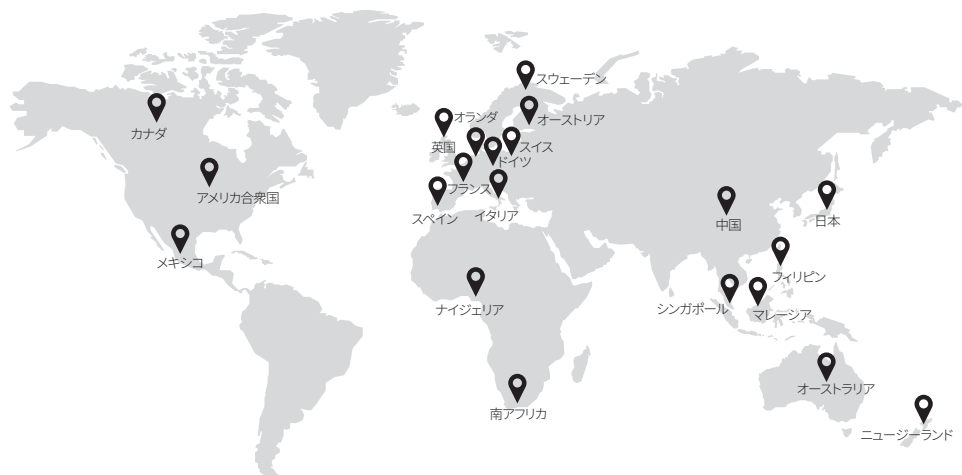 スウェーデン
カナダ
オランダ
オーストリア
英国
スイス
ドイツ
アメリカ合衆国
フランス
スペイン
イタリア
中国
日本
メキシコ
フィリピン
ナイジェリア
シンガポール
マレーシア
オーストラリア
南アフリカ
ニュージーランド